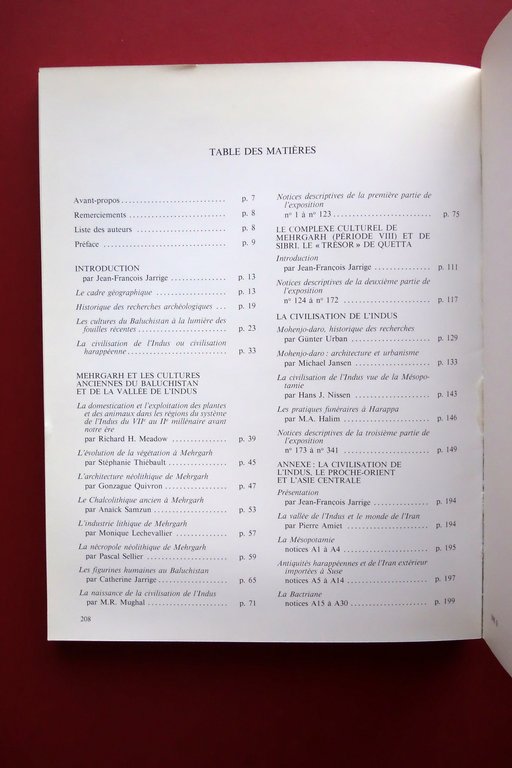 TABLE DES MATIÈRES
Avant-propos............................ p. 7
Remerciements.......................... p. 8
Liste des auteurs........................ p. 8
Préface................................. p. 9
INTRODUCTION
par Jean-François Jarrige............... p. 13
Le cadre géographique................... p. 13
Historique des recherches archéologiques... p. 19
Les cultures du Baluchistan à la lumière des
fouilles récentes........................ p. 23
La civilisation de l'Indus ou civilisation
harappéenne............................ p. 33
MEHRGARH ET LES CULTURES
ANCIENNES DU BALUCHISTAN
ET DE LA VALLÉE DE L'INDUS
La domestication et l'exploitation des plantes
et des animaux dans les régions du système
de l'Indus du VIIe au IIe millénaire avant
notre ère
par Richard H. Meadow................ p. 39
L'évolution de la végétation à Mehrgarh
par Stéphanie Thiébault................ p. 45
L'architecture néolithique de Mehrgarh
par Gonzague Quivron................. p. 47
Le Chalcolithique ancien à Mehrgarh
par Anaick Samzun.................... p. 53
L'industrie lithique de Mehrgarh
par Monique Lechevallier............... p. 57
La nécropole néolithique de Mehrgarh
par Pascal Sellier...................... p. 59
Les figurines humaines au Baluchistan
par Catherine Jarrige................... p. 65
La naissance de la civilisation de l'Indus
par M.R. Mughal...................... p. 71
208
Notices descriptives de la première partie de
l'exposition
n° 1 à n° 123......................... p. 75
LE COMPLEXE CULTUREL DE
MEHRGARH (PÉRIODE VIII) ET DE
SIBRI. LE « TRÉSOR » DE QUETTA
Introduction
par Jean-François Jarrige............... p. 111
Notices descriptives de la deuxième partie de
l'exposition
n° 124 à n° 172....................... p. 117
LA CIVILISATION DE L'INDUS
Mohenjo-daro, historique des recherches
par Günter Urban..................... p. 129
Mohenjo-daro : architecture et urbanisme
par Michael Jansen.................... p. 133
La civilisation de l'Indus vue de la Mésopo-
tamie
par Hans J. Nissen.................... p. 143
Les pratiques funéraires à Harappa
par M.A. Halim....................... p. 146
Notices descriptives de la troisième partie de
l'exposition
n° 173 à n° 341....................... p. 149
ANNEXE : LA CIVILISATION DE
L'INDUS, LE PROCHE-ORIENT
ET L'ASIE CENTRALE
Présentation
par Jean-François Jarrige............... p. 194
La vallée de l'Indus et le monde de l'Iran
par Pierre Amiet...................... p. 194
La Mésopotamie
notices A1 à A4....................... p. 195
Antiquités harappéennes et de l'Iran extérieur
importées à Suse
notices A5 à A14...................... p. 197
La Bactriane
notices A15 à A30..................... p. 199